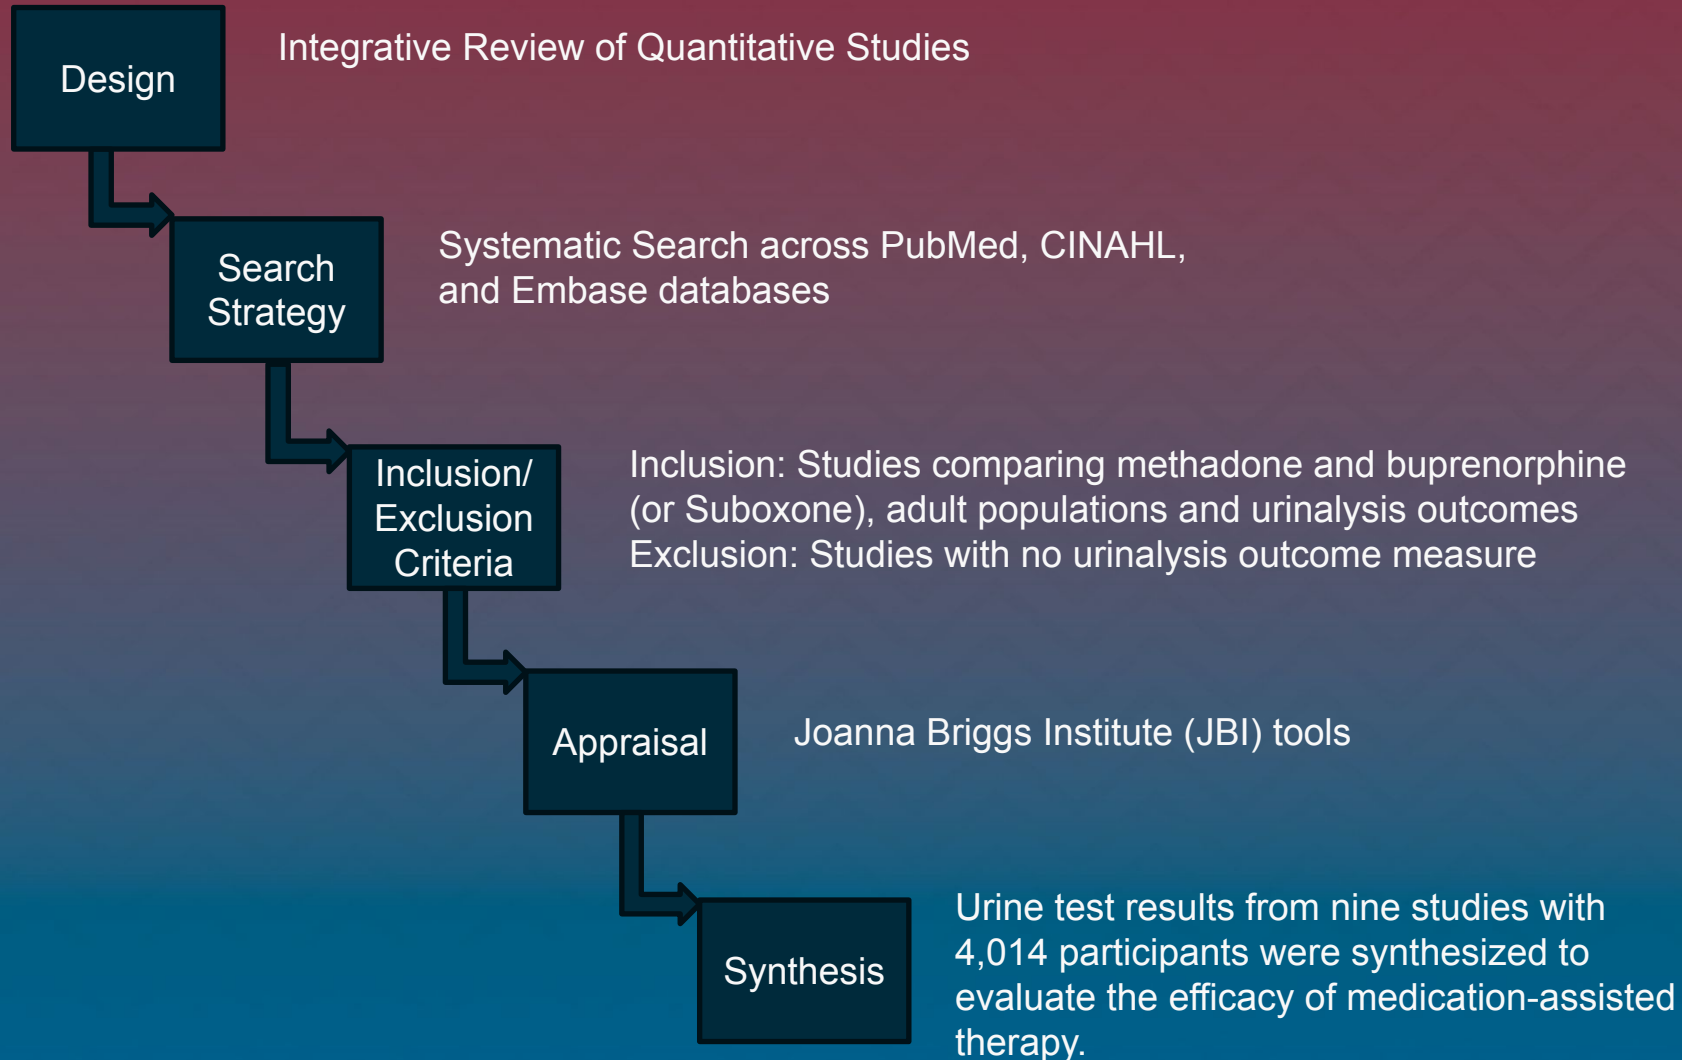 Design
Integrative Review of Quantitative Studies
Search
Strategy
Systematic Search across PubMed, CINAHL,
and Embase databases
Inclusion/
Exclusion
Criteria
Inclusion: Studies comparing methadone and buprenorphine
(or Suboxone), adult populations and urinalysis outcomes
Exclusion: Studies with no urinalysis outcome measure
Appraisal
Joanna Briggs Institute (JBI) tools
Synthesis
Urine test results from nine studies with
4,014 participants were synthesized to
evaluate the efficacy of medication-assisted
therapy.